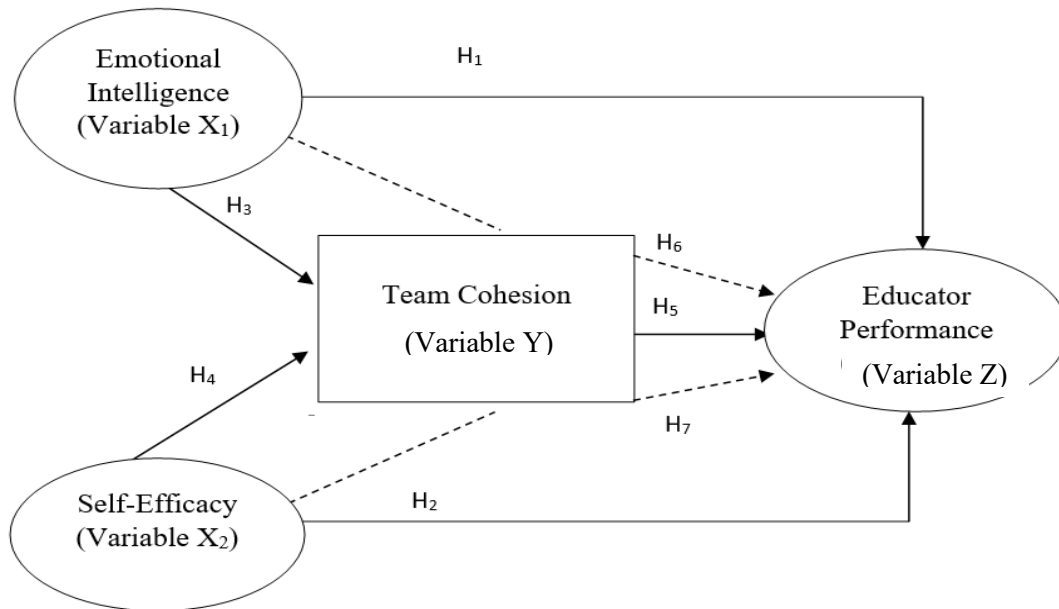 Emotional
Intelligence
(Variable X₁)
H₁
H₃
Team Cohesion
(Variable Y)
H₆
H₅
H₇
Educator
Performance
(Variable Z)
H₄
Self-Efficacy
(Variable X₂)
H₂